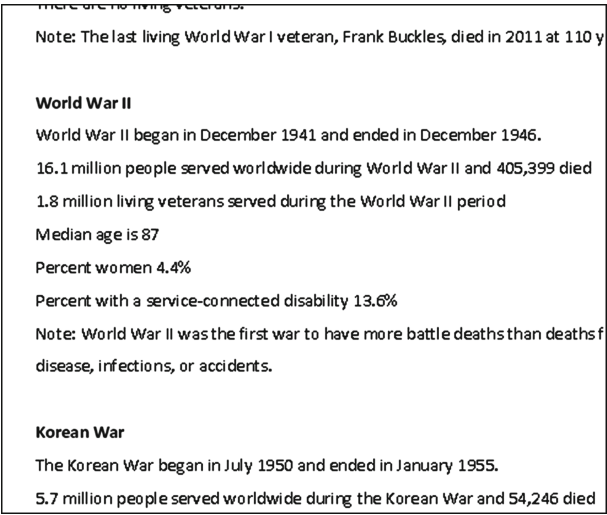 There are no living veterans.
Note: The last living World War I veteran, Frank Buckles, died in 2011 at 110 y
World War II
World War II began in December 1941 and ended in December 1946.
16.1 million people served worldwide during World War II and 405,399 died
1.8 million living veterans served during the World War II period
Median age is 87
Percent women 4.4%
Percent with a service-connected disability 13.6%
Note: World War II was the first war to have more battle deaths than deaths f
disease, infections, or accidents.
Korean War
The Korean War began in July 1950 and ended in January 1955.
5.7 million people served worldwide during the Korean War and 54,246 died